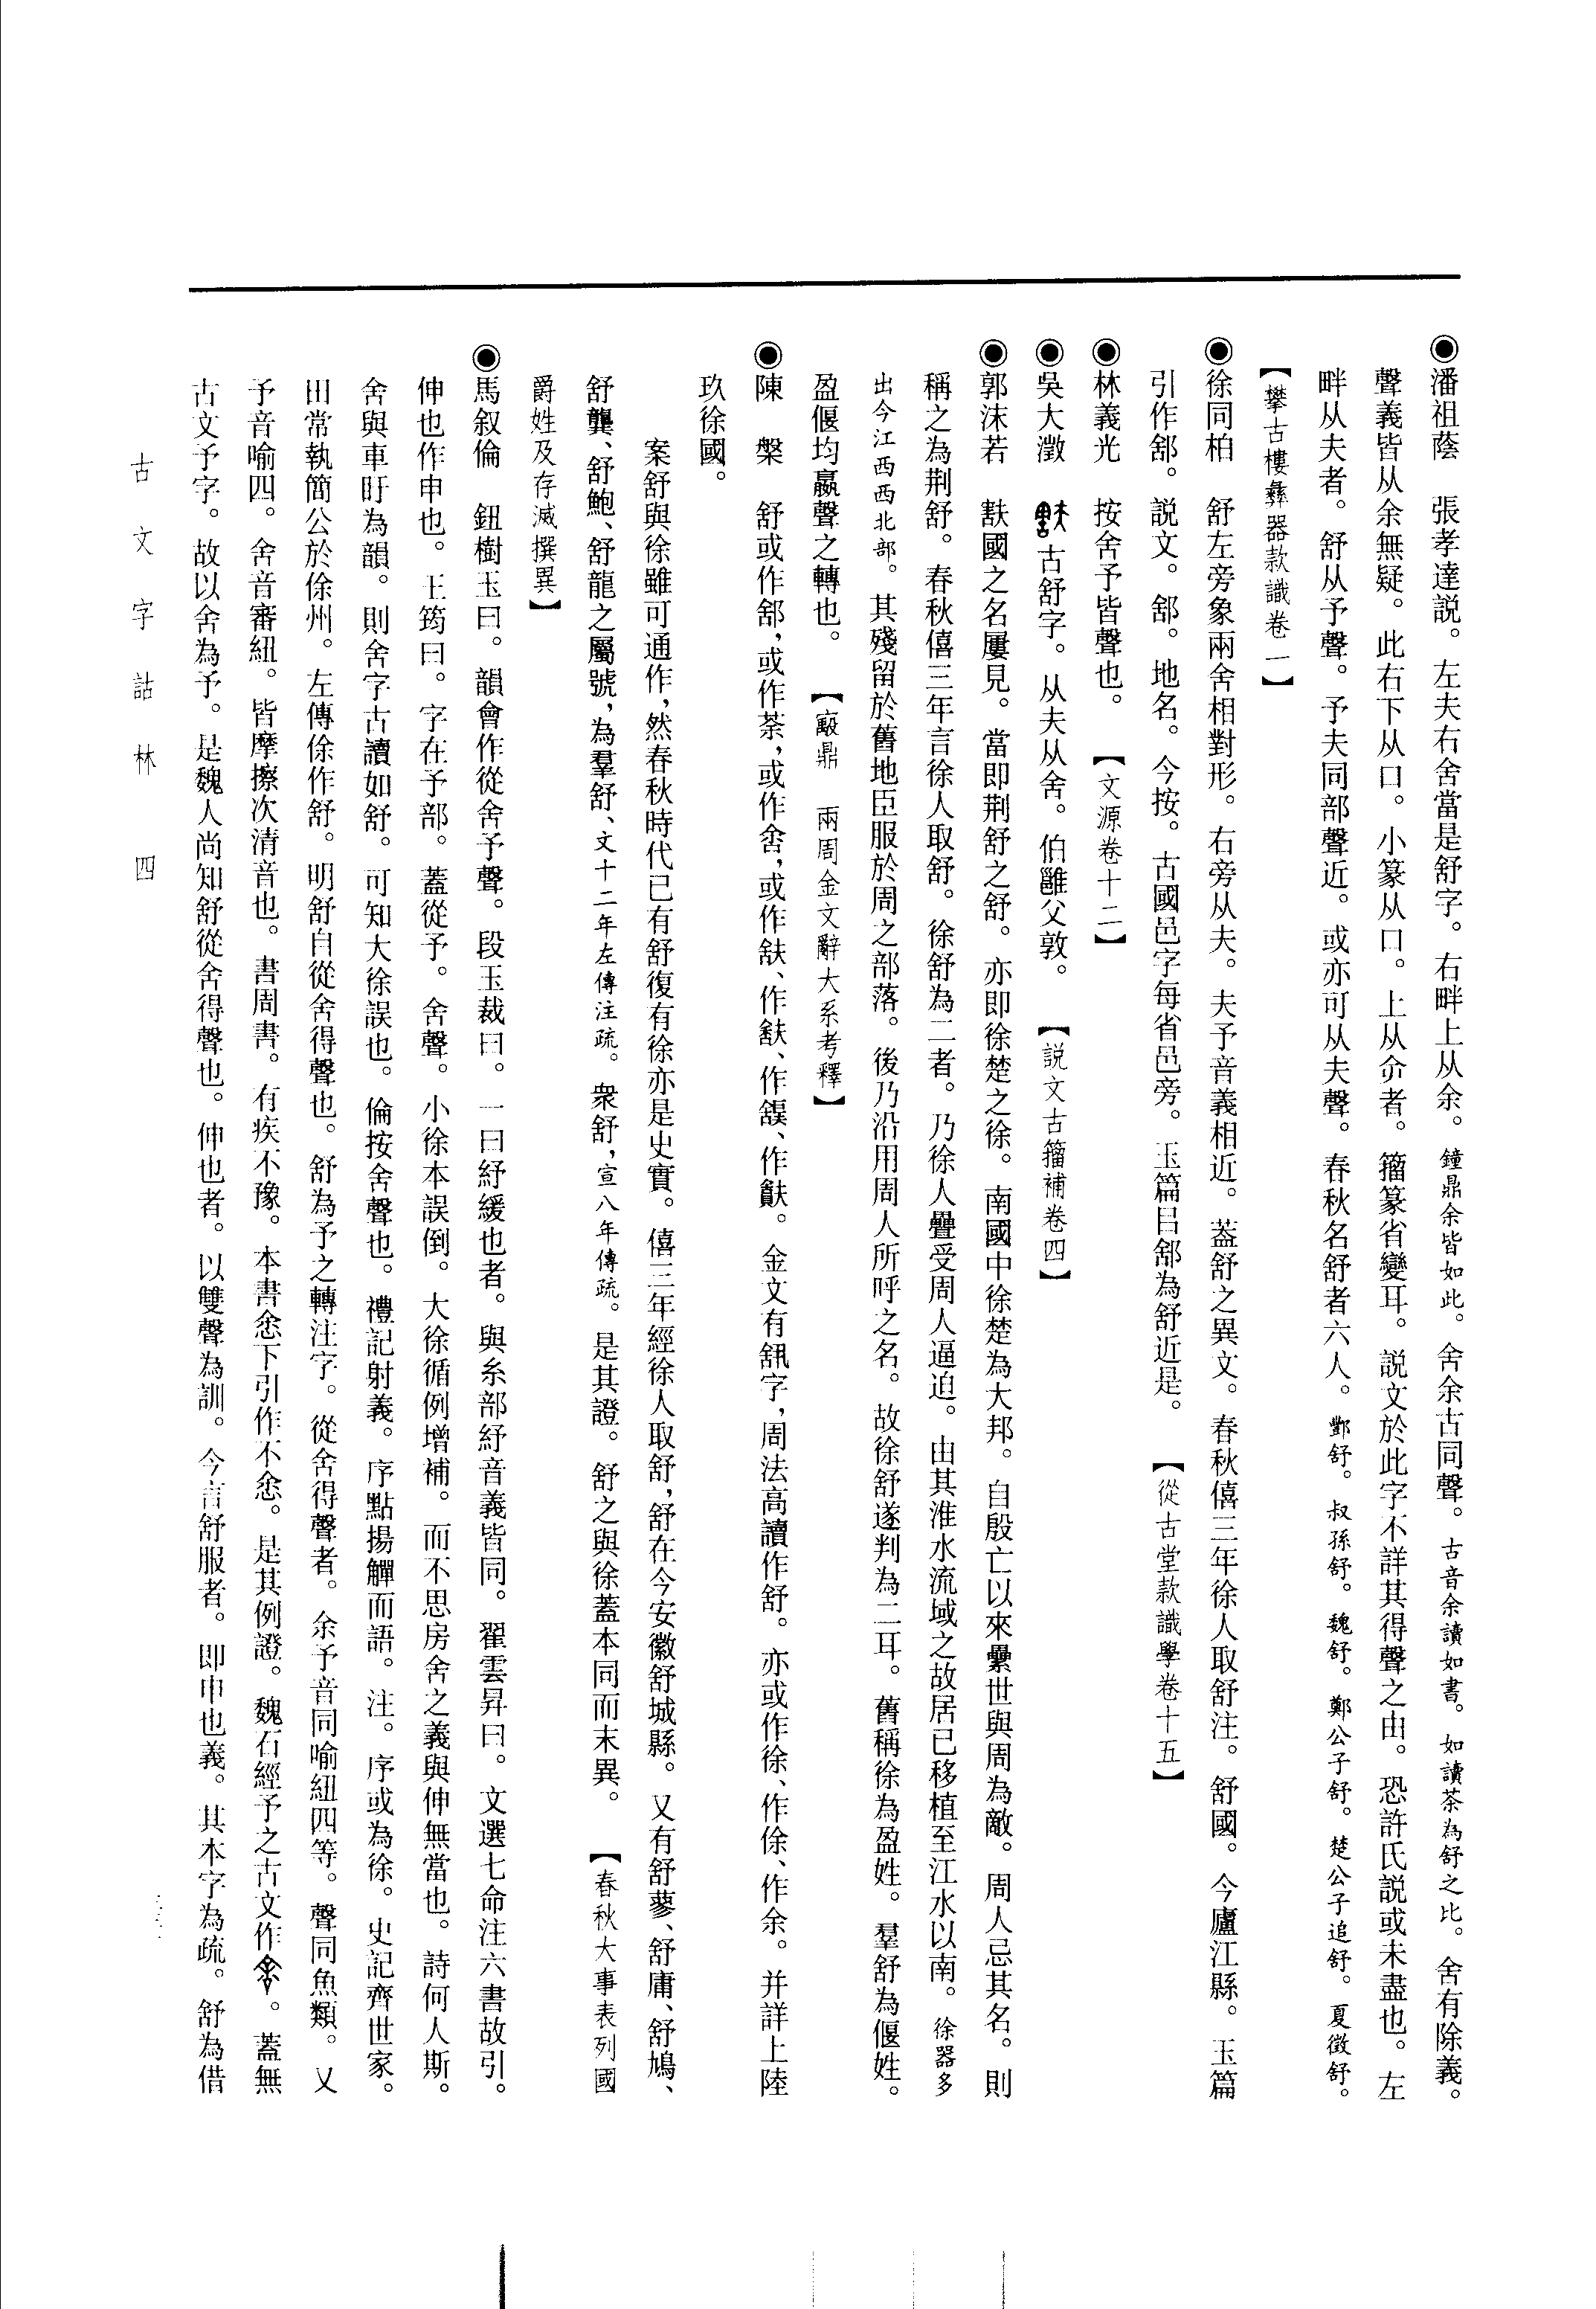 ◉潘祖蔭　張孝達説。左夫右舍當是舒字。右畔上从余。鐘鼎余皆如此。舍余古同聲。古音余讀如書。如讀荼為舒之比。舍有除義。
聲義皆从余無疑。此右下从口。小篆从口。上从介者。籀篆省變耳。説文於此字不詳其得聲之由。恐許氏説或未盡也。左
畔从夫者。舒从予聲。予夫同部聲近。或亦可从夫聲。春秋名舒者六人。酆舒。叔孫舒。魏舒。鄭公子舒。楚公子追舒。夏徵舒。
【攀古樓彝器款識卷一】
◉徐同柏　舒左旁象兩舍相對形。右旁从夫。夫予音義相近。葢舒之異文。春秋僖三年徐人取舒注。舒國。今廬江縣。玉篇
引作舒。説文。鄃。地名。今按。古國邑字每省邑旁。玉篇㠯鄃為舒近是。【從古堂款識學卷十五】
◉林義光　按舍予皆聲也。【文源卷十二】
◉吳大澂　古舒字。从夫从舍。伯雝父敦。【説文古籀補卷四】
◉郭沫若　㝬國之名屢見。當即荆舒之舒。亦即徐楚之徐。南國中徐楚為大邦。自殷亡以來纍世與周為敵。周人忌其名。則
稱之為荆舒。春秋僖三年言徐人取舒。徐舒為二者。乃徐人疊受周人逼迫。由其淮水流域之故居已移植至江水以南。徐器多
出今江西西北部。其殘留於舊地臣服於周之部落。後乃沿用周人所呼之名。故徐舒遂判為二耳。舊稱徐為盈姓。羣舒為偃姓。
盈偃均嬴聲之轉也。【廏鼎　兩周金文辭大系考釋】
◉陳　槃　舒或作鄃，或作荼，或作舍，或作、作、作、作。金文有字，周法高讀作舒。亦或作徐、作俆、作余。并詳上陸
玖徐國。
案舒與徐雖可通作，然春秋時代已有舒復有徐亦是史實。僖三年經徐人取舒，舒在今安徽舒城縣。又有舒蓼、舒庸、舒鳩、
舒龔、舒鮑、舒龍之屬號，為羣舒、文十二年左傳注疏。衆舒，宣八年傳疏。是其證。舒之與徐蓋本同而末異。【春秋大事表列國
爵姓及存滅撰異】
◉馬叙倫　鈕樹玉曰。韻會作從舍予聲。段玉裁曰。一曰紓緩也者。與糸部紓音義皆同。翟雲昇曰。文選七命注六書故引。
伸也作申也。王筠曰。字在予部。蓋從予。舍聲。小徐本誤倒。大徐循例增補。而不思房舍之義與伸無當也。詩何人斯。
舍與車盱為韻。則舍字古讀如舒。可知大徐誤也。倫按舍聲也。禮記射義。序點揚觶而語。注。序或為徐。史記齊世家。
田常執簡公於俆州。左傳俆作舒。明舒自從舍得聲也。舒為予之轉注字。從舍得聲者。余予音同喻紐四等。聲同魚類。又
予音喻四。舍音審紐。皆摩擦次清音也。書周書。有疾不豫。本書悆下引作不悆。是其例證。魏石經予之古文作。蓋無
古文予字。故以舍為予。是魏人尚知舒從舍得聲也。伸也者。以雙聲為訓。今言舒服者。即申也義。其本字為疏。舒為借
古文字詁林　四